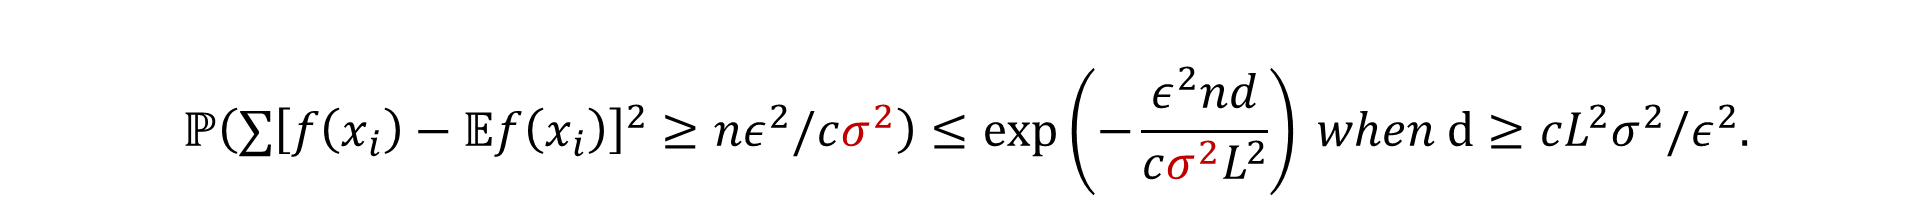 ℙ(∑[f(xᵢ) − 𝔼f(xᵢ)]² ≥ nϵ²/cσ²) ≤ exp(−ϵ²nd/cσ²L²) when d ≥ cL²σ²/ϵ².